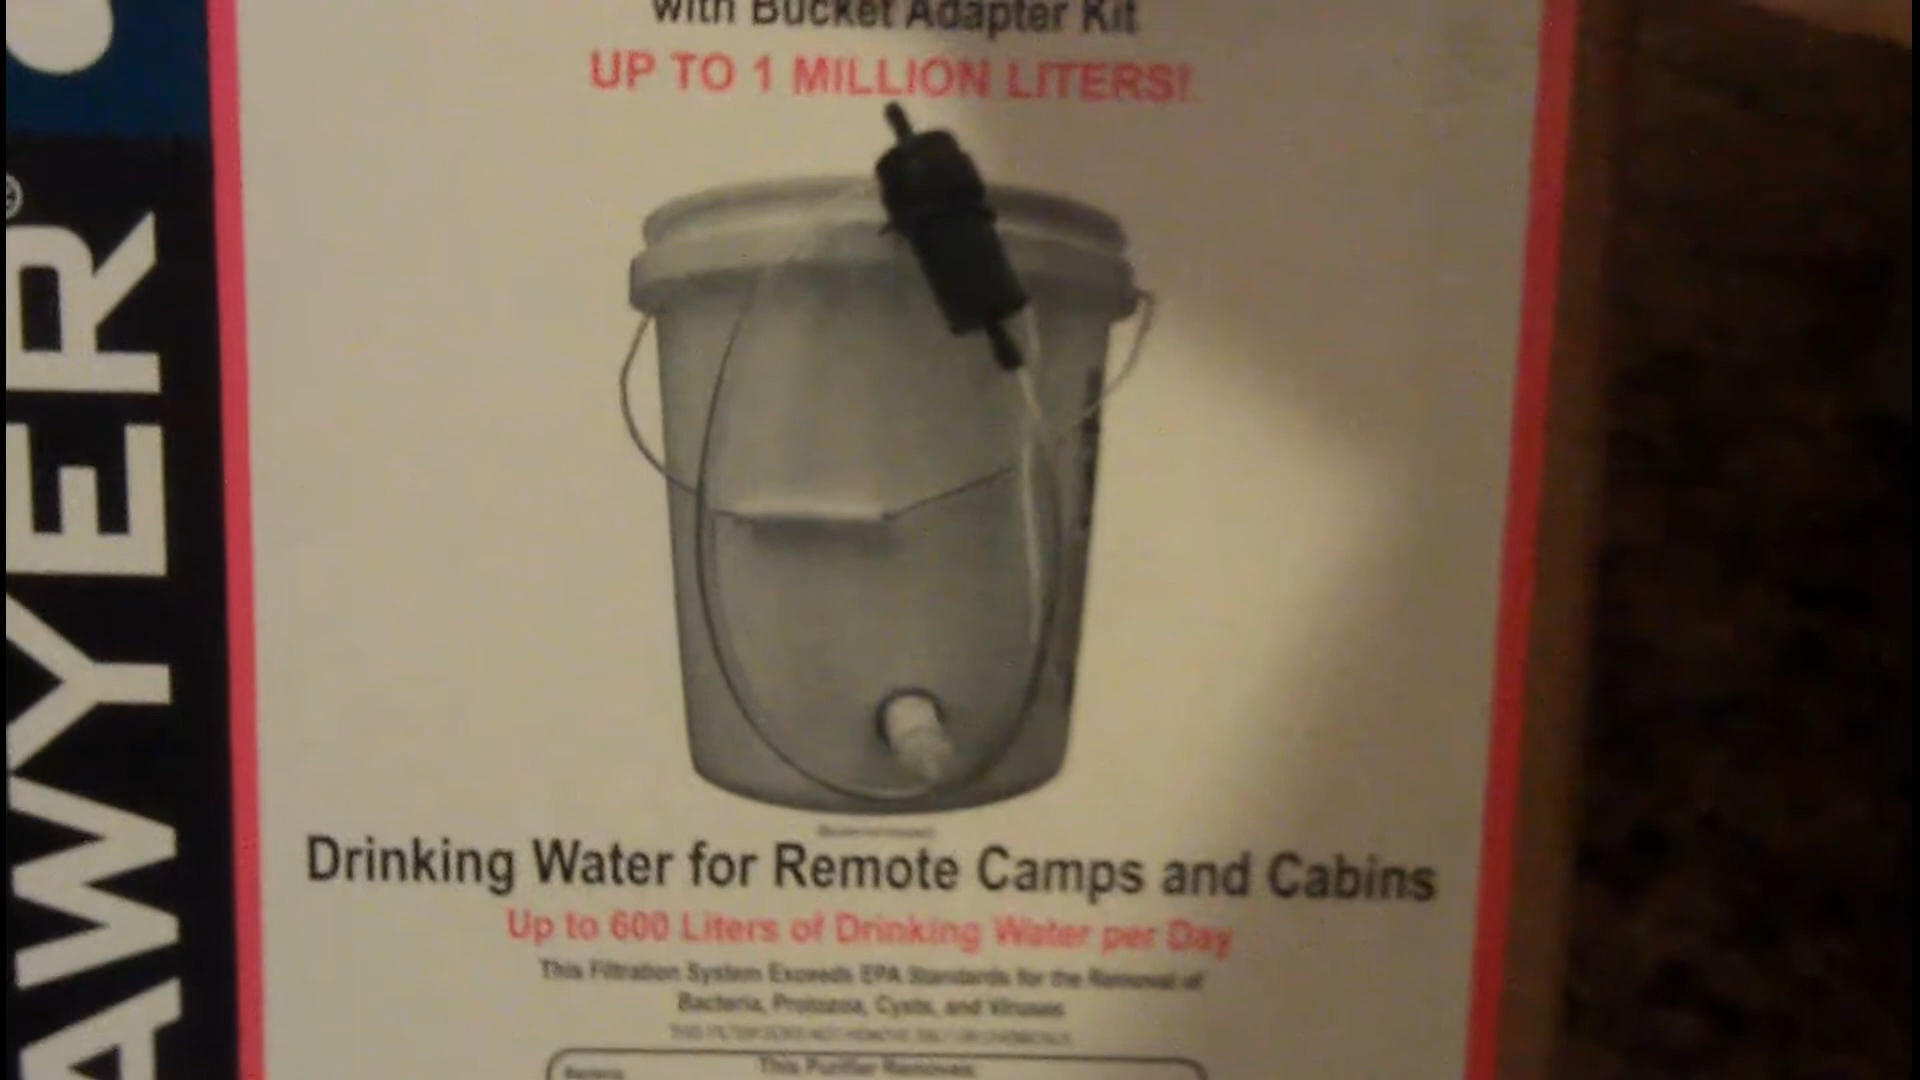 with Bucket Adapter Kit
UP TO 1 MILLION LITERS!
AWYER®
Drinking Water for Remote Camps and Cabins
Up to 600 Liters of Drinking Water per Day
This Filtration System Exceeds EPA Standards for the Removal of
Bacteria, Protozoa, Cysts, and Viruses
This Purifier Removes:
Bacteria